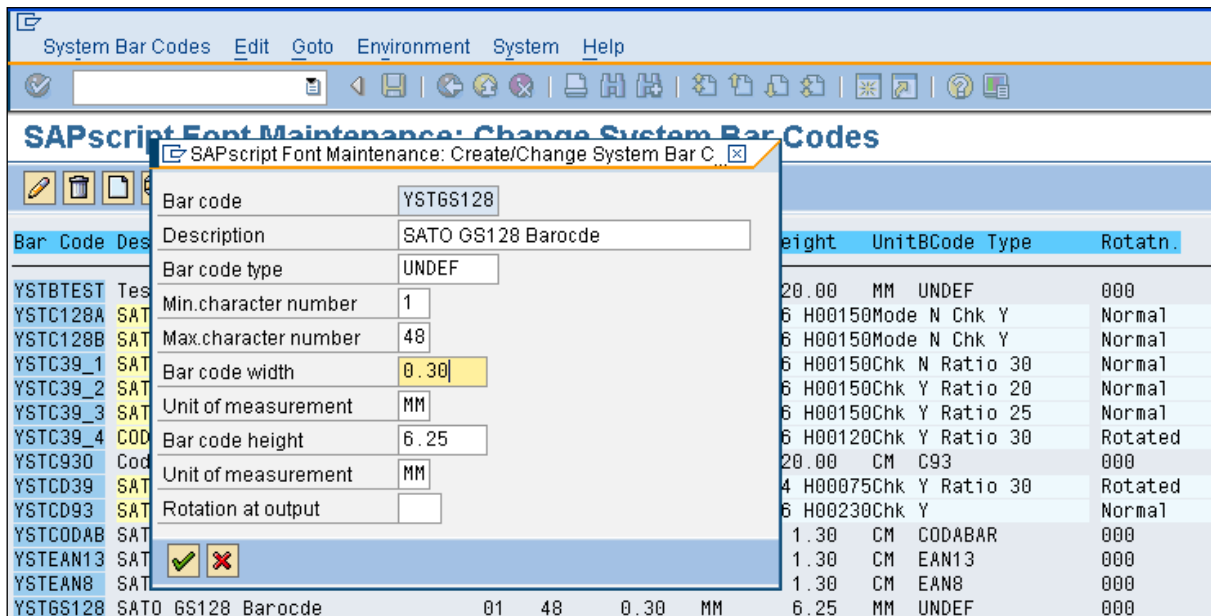 System Bar Codes Edit Goto Environment System Help
SAPscript Font Maintenance: Change System Bar Codes
SAPscript Font Maintenance: Create/Change System Bar C...
Bar code YSTGS128
Description SATO GS128 Barocde
Bar code type UNDEF
Min.character number 1
Max.character number 48
Bar code width 0.30
Unit of measurement MM
Bar code height 6.25
Unit of measurement MM
Rotation at output
Bar Code Des eight UnitBCode Type Rotatn.
YSTBTEST Tes 20.00 MM UNDEF 000
YSTC128A SAT 6 H00150Mode N Chk Y Normal
YSTC128B SAT 6 H00150Mode N Chk Y Normal
YSTC39_1 SAT 6 H00150Chk N Ratio 30 Normal
YSTC39_2 SAT 6 H00150Chk Y Ratio 20 Normal
YSTC39_3 SAT 6 H00150Chk Y Ratio 25 Normal
YSTC39_4 COD 6 H00120Chk Y Ratio 30 Rotated
YSTC930 Cod 20.00 CM C93 000
YSTCD39 SAT 4 H00075Chk Y Ratio 30 Rotated
YSTCD93 SAT 6 H00230Chk Y Normal
YSTCODAB SAT 1.30 CM CODABAR 000
YSTEAN13 SAT 1.30 CM EAN13 000
YSTEAN8 SAT 1.30 CM EAN8 000
YSTGS128 SATO GS128 Barocde 01 48 0.30 MM 6.25 MM UNDEF 000